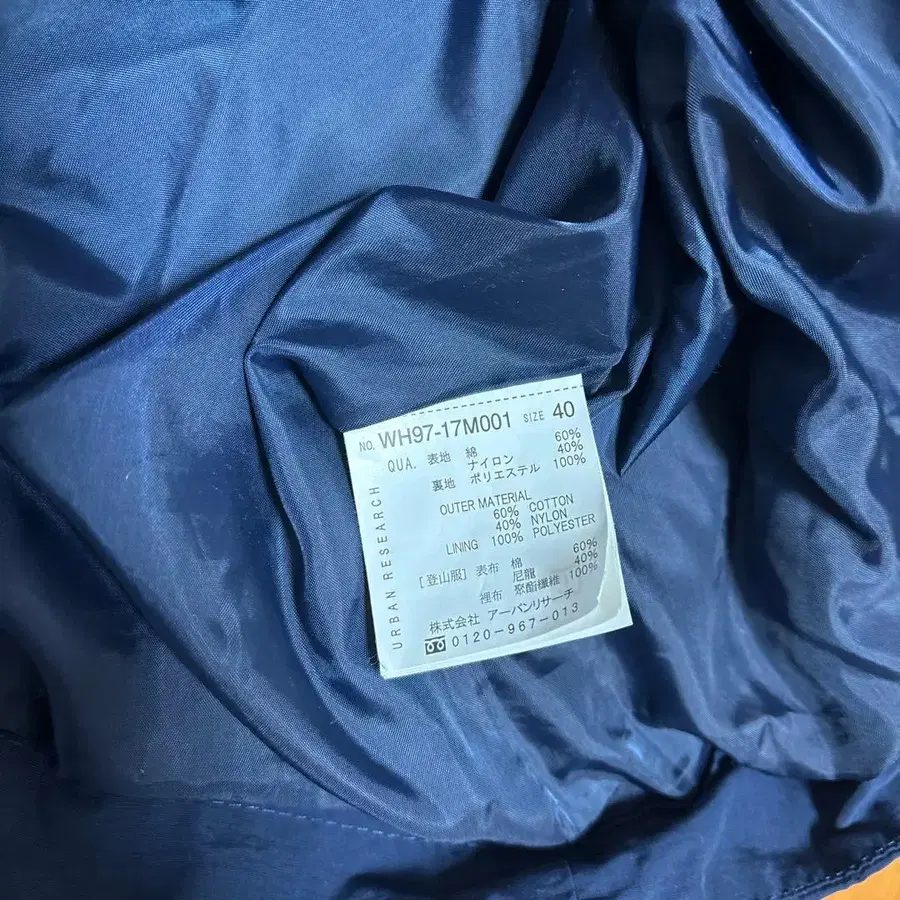 NO. WH97-17M001 SIZE 40
QUA. 表地 綿 60%
ナイロン 40%
裏地 ポリエステル 100%
OUTER MATERIAL
60% COTTON
40% NYLON
LINING 100% POLYESTER
[登山服] 表布 棉 60%
尼龍 40%
裡布 聚酯纖維 100%
株式会社 アーバンリサーチ
0120-967-013
URBAN RESEARCH